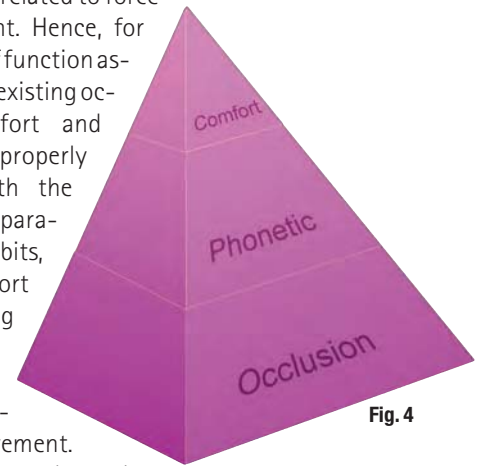 related to force
nt. Hence, for
function as-
existing oc-
fort and
properly
th the
para-
bits,
ort
g
-
rement.
Comfort
Phonetic
Occlusion
Fig. 4